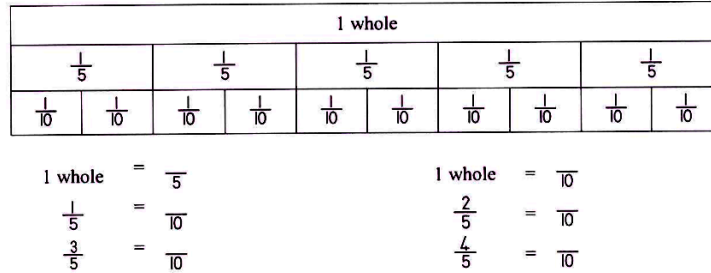 1 whole
1/5 1/5 1/5 1/5 1/5
1/10 1/10 1/10 1/10 1/10 1/10 1/10 1/10 1/10 1/10
1 whole = /5 1 whole = /10
1/5 = /10 2/5 = /10
3/5 = /10 4/5 = /10